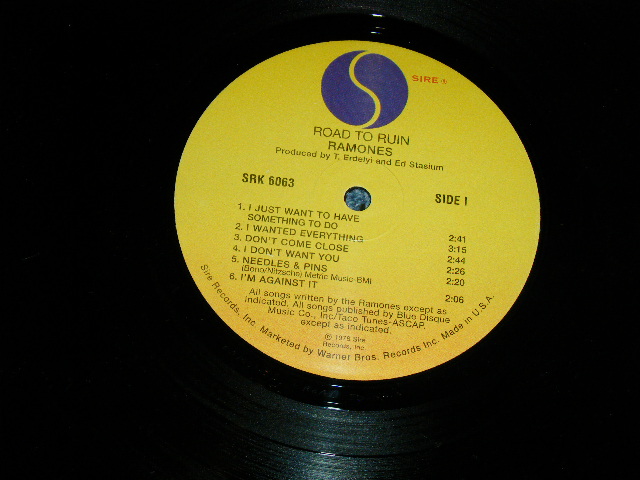 SIRE ®
ROAD TO RUIN
RAMONES
Produced by T. Erdelyi and Ed Stasium
SRK 6063
SIDE I
1. I JUST WANT TO HAVE
SOMETHING TO DO 2:41
2. I WANTED EVERYTHING 3:15
3. DON'T COME CLOSE 2:44
4. I DON'T WANT YOU 2:26
5. NEEDLES & PINS 2:20
(Bono/Nitzsche) Metric Music-BMI
6. I'M AGAINST IT 2:06
All songs written by the Ramones except as
indicated. All songs published by Blue Disque
Music Co., Inc/Taco Tunes-ASCAP,
except as indicated.
℗ 1978 Sire
Records, Inc.
Sire Records, Inc. Marketed by Warner Bros. Records Inc. Made in U.S.A.